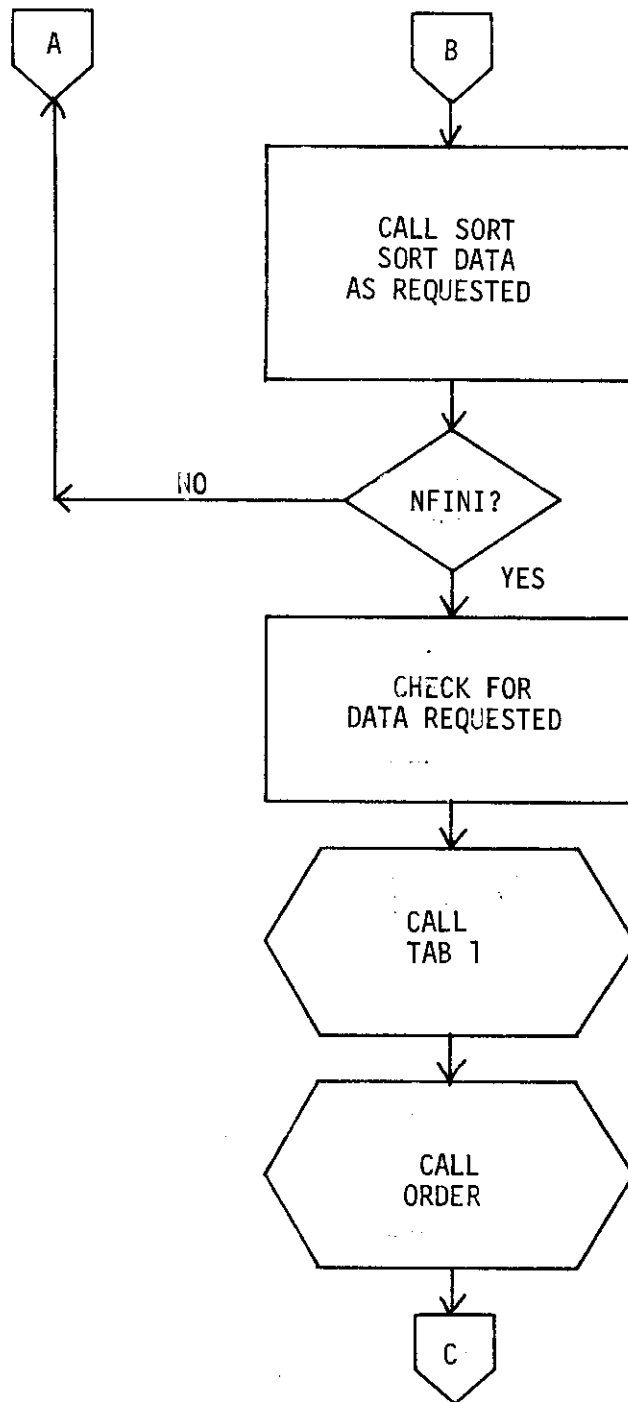 A
B
CALL SORT
SORT DATA
AS REQUESTED
NO
NFINI?
YES
CHECK FOR
DATA REQUESTED
CALL
TAB 1
CALL
ORDER
C